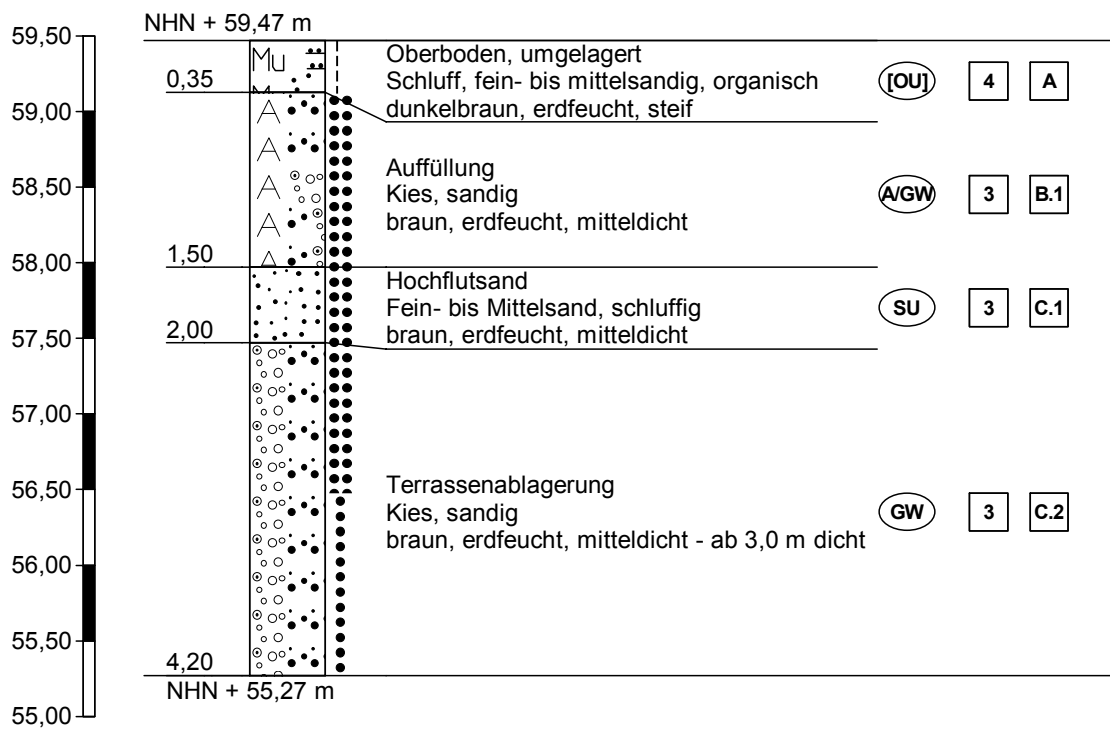 NHN + 59,47 m
59,50
59,00
58,50
58,00
57,50
57,00
56,50
56,00
55,50
55,00
0,35
1,50
2,00
4,20
Mu
A
A
A
A
A
Oberboden, umgelagert
Schluff, fein- bis mittelsandig, organisch
dunkelbraun, erdfeucht, steif
[OU] 4 A
Auffüllung
Kies, sandig
braun, erdfeucht, mitteldicht
A/GW 3 B.1
Hochflutsand
Fein- bis Mittelsand, schluffig
braun, erdfeucht, mitteldicht
SU 3 C.1
Terrassenablagerung
Kies, sandig
braun, erdfeucht, mitteldicht - ab 3,0 m dicht
GW 3 C.2
NHN + 55,27 m